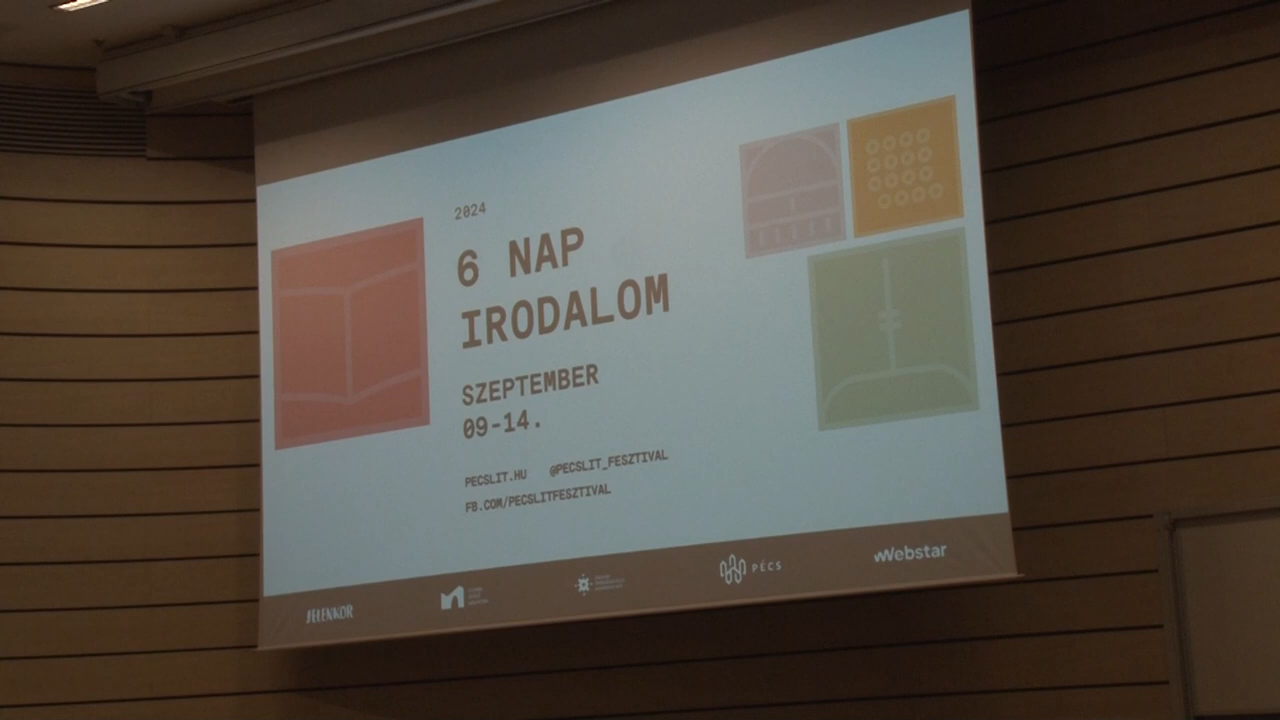 2024
6 NAP
IRODALOM
SZEPTEMBER
09-14.
PECSLIT.HU @PECSLIT_FESZTIVAL
FB.COM/PECSLITFESZTIVAL
JELENKOR
PÉCS
Webstar